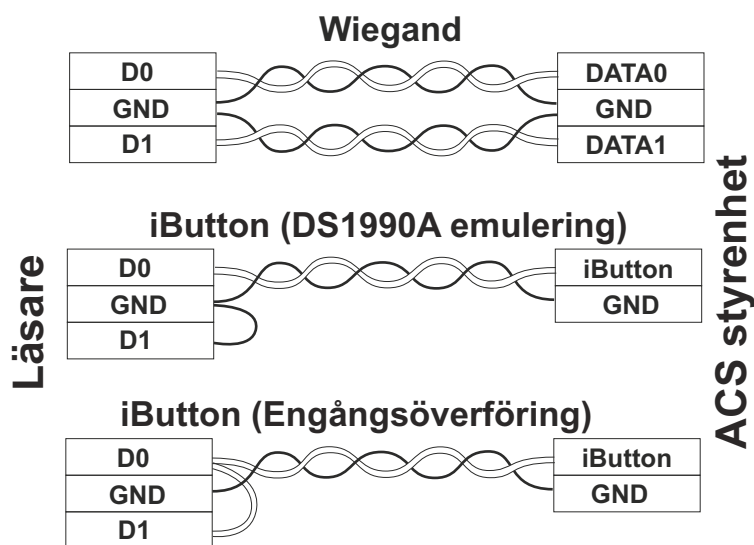 Wiegand
D0
GND
D1
DATA0
GND
DATA1
iButton (DS1990A emulering)
D0
GND
D1
iButton
GND
iButton (Engångsöverföring)
D0
GND
D1
iButton
GND
Läsare
ACS styrenhet